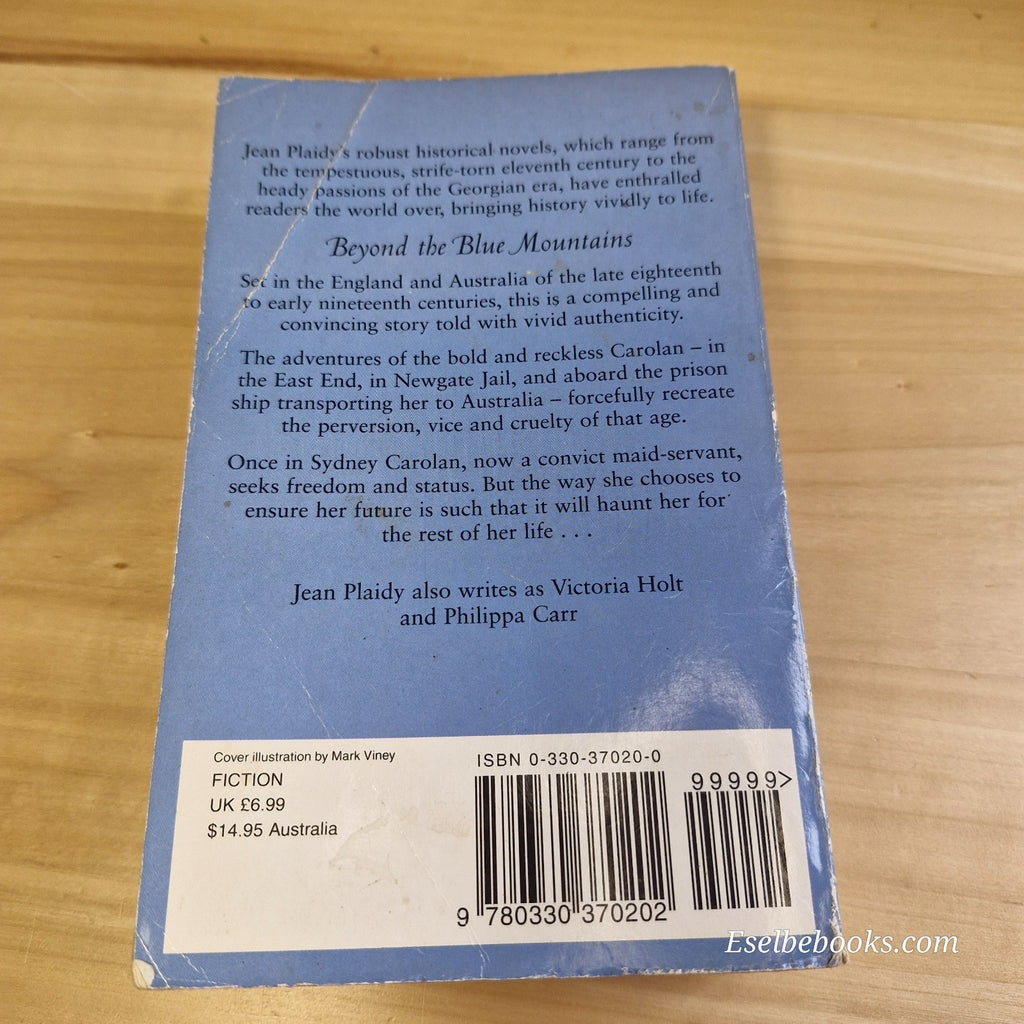 Jean Plaidy's robust historical novels, which range from
the tempestuous, strife-torn eleventh century to the
heady passions of the Georgian era, have enthralled
readers the world over, bringing history vividly to life.
Beyond the Blue Mountains
Set in the England and Australia of the late eighteenth
to early nineteenth centuries, this is a compelling and
convincing story told with vivid authenticity.
The adventures of the bold and reckless Carolan – in
the East End, in Newgate Jail, and aboard the prison
ship transporting her to Australia – forcefully recreate
the perversion, vice and cruelty of that age.
Once in Sydney Carolan, now a convict maid-servant,
seeks freedom and status. But the way she chooses to
ensure her future is such that it will haunt her for
the rest of her life . . .
Jean Plaidy also writes as Victoria Holt
and Philippa Carr
Cover illustration by Mark Viney
FICTION
UK £6.99
$14.95 Australia
ISBN 0-330-37020-0
99999>
9 780330 370202
Eselbebooks.com